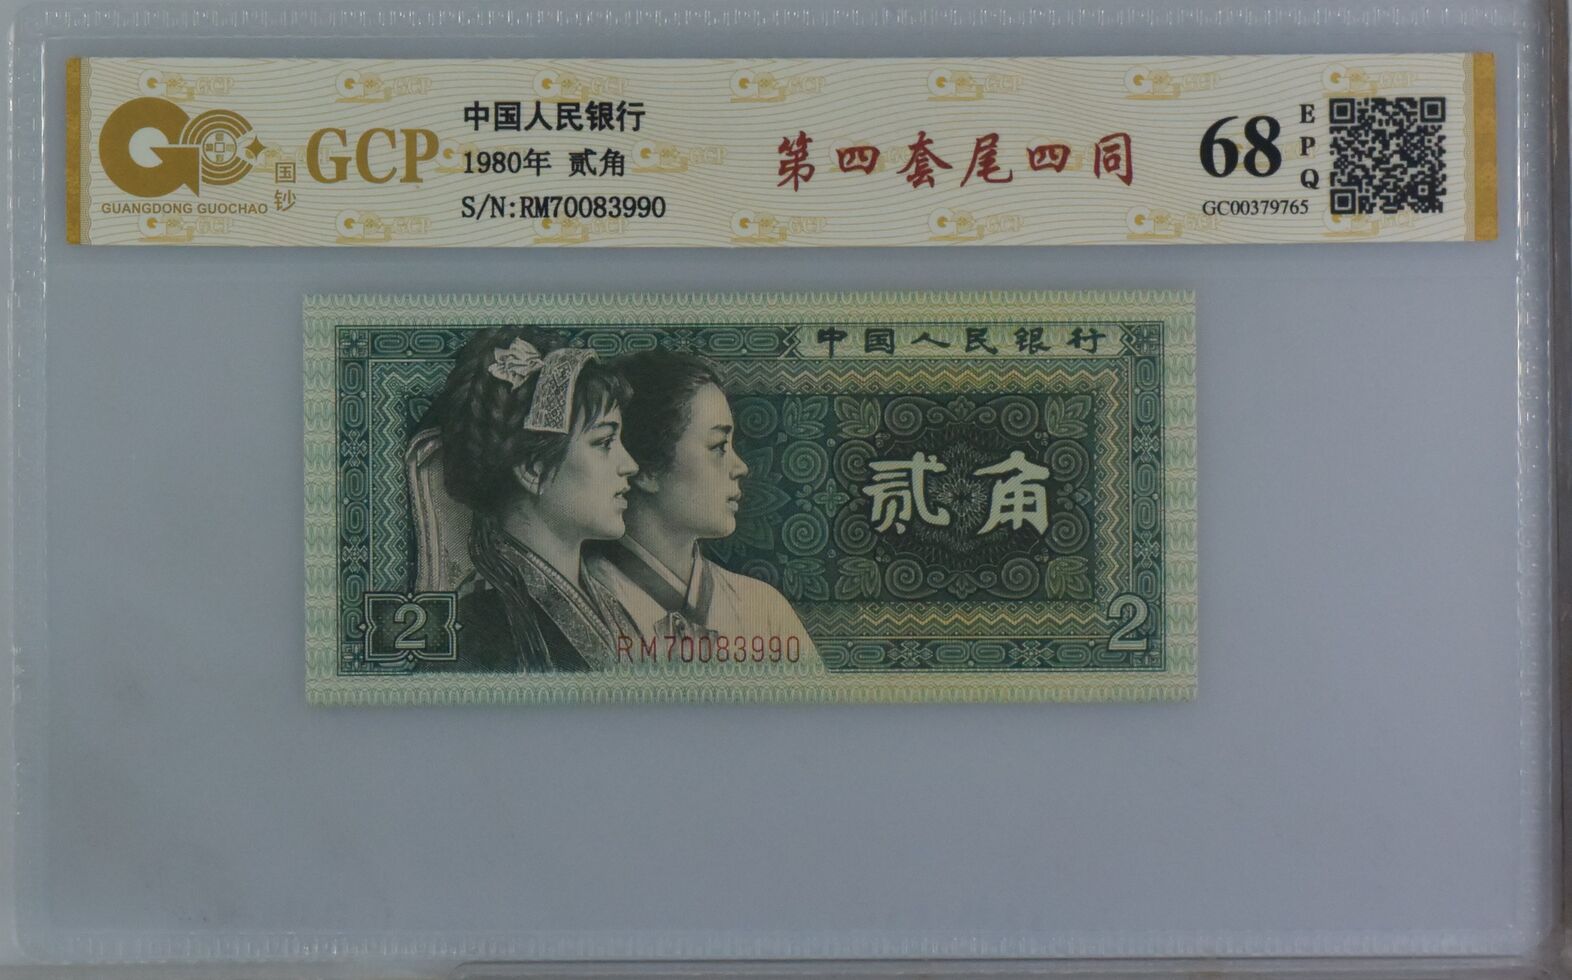 GUANGDONG GUOCHAO
国钞
GCP
中国人民银行
1980年 贰角
S/N:RM70083990
第四套尾四同
68
EPQ
GC00379765
中国人民银行
贰角
2
2
RM70083990